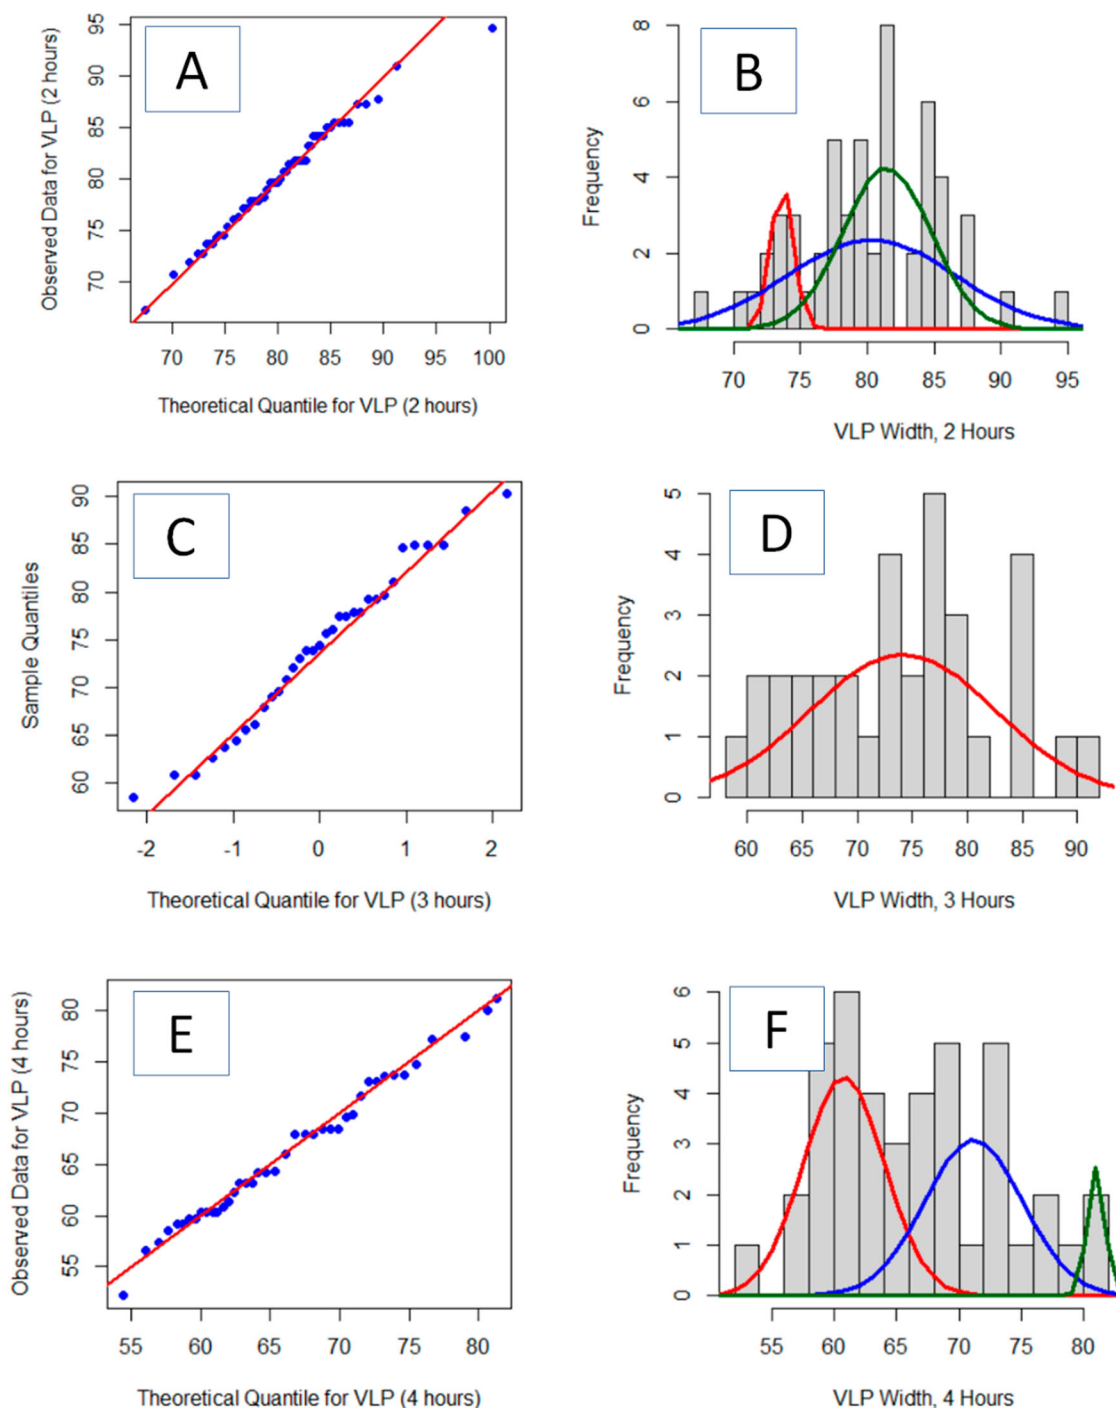 A
Observed Data for VLP (2 hours)
70 75 80 85 90 95
70 75 80 85 90 95 100
Theoretical Quantile for VLP (2 hours)
B
Frequency
0 2 4 6 8
70 75 80 85 90 95
VLP Width, 2 Hours
C
Sample Quantiles
60 65 70 75 80 85 90
-2 -1 0 1 2
Theoretical Quantile for VLP (3 hours)
D
Frequency
0 1 2 3 4 5
60 65 70 75 80 85 90
VLP Width, 3 Hours
E
Observed Data for VLP (4 hours)
55 60 65 70 75 80
55 60 65 70 75 80
Theoretical Quantile for VLP (4 hours)
F
Frequency
0 1 2 3 4 5 6
55 60 65 70 75 80
VLP Width, 4 Hours